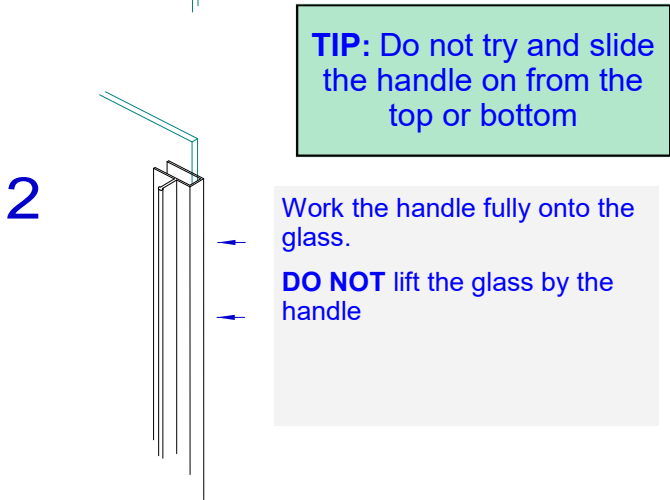 TIP: Do not try and slide
the handle on from the
top or bottom
2
Work the handle fully onto the
glass.
DO NOT lift the glass by the
handle